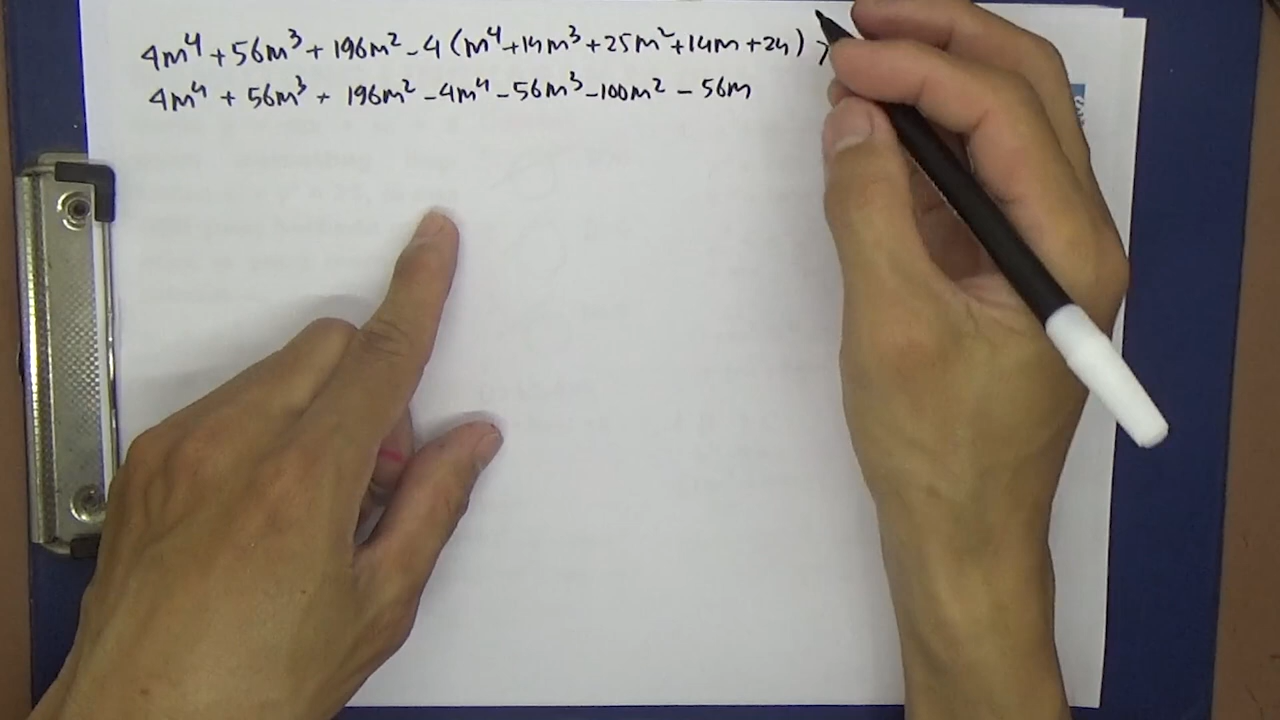 4m⁴ + 56m³ + 196m² - 4(m⁴ + 14m³ + 25m² + 14m + 24) >
4m⁴ + 56m³ + 196m² - 4m⁴ - 56m³ - 100m² - 56m